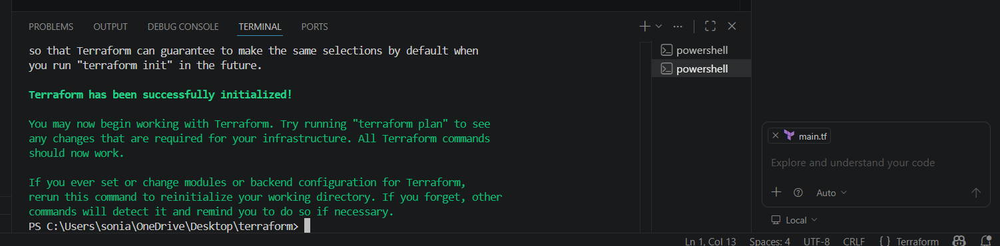 PROBLEMS OUTPUT DEBUG CONSOLE TERMINAL PORTS
so that Terraform can guarantee to make the same selections by default when
you run "terraform init" in the future.
Terraform has been successfully initialized!
You may now begin working with Terraform. Try running "terraform plan" to see
any changes that are required for your infrastructure. All Terraform commands
should now work.
If you ever set or change modules or backend configuration for Terraform,
rerun this command to reinitialize your working directory. If you forget, other
commands will detect it and remind you to do so if necessary.
PS C:\Users\sonia\OneDrive\Desktop\terraform>
powershell
powershell
main.tf
Explore and understand your code
Auto
Local
Ln 1, Col 13 Spaces: 4 UTF-8 CRLF { } Terraform